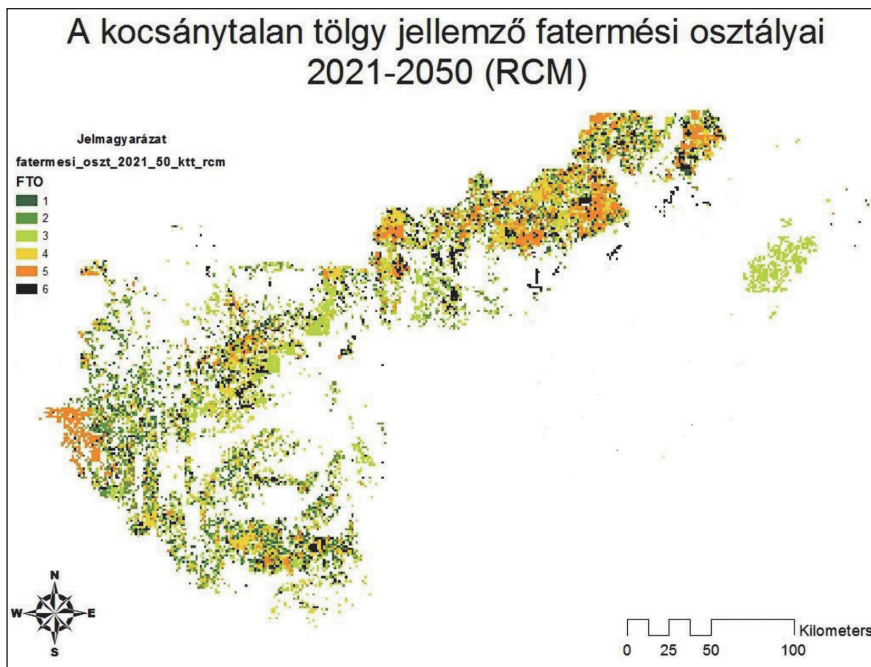 A kocsánytalan tölgy jellemző fatermési osztályai
2021-2050 (RCM)
Jelmagyarázat
fatermesi_oszt_2021_50_ktt_rcm
FTO
1
2
3
4
5
6
N
W E
S
Kilometers
0 25 50 100